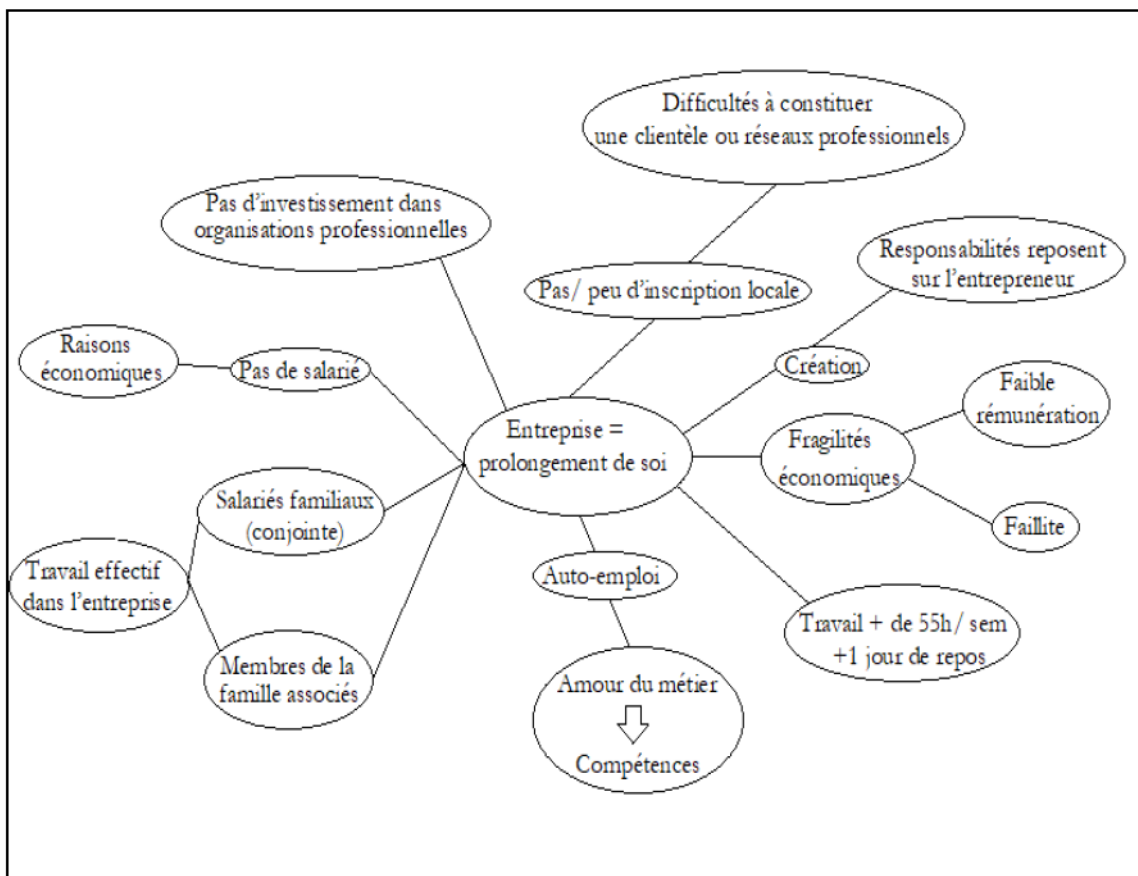 Difficultés à constituer
une clientèle ou réseaux professionnels
Pas d'investissement dans
organisations professionnelles
Responsabilités reposent
sur l'entrepreneur
Pas/ peu d'inscription locale
Raisons
économiques
Pas de salarié
Création
Faible
rémunération
Entreprise =
prolongement de soi
Fragilités
économiques
Salariés familiaux
(conjointe)
Faillite
Travail effectif
dans l'entreprise
Auto-emploi
Travail + de 55h/ sem
+1 jour de repos
Membres de la
famille associés
Amour du métier
Compétences